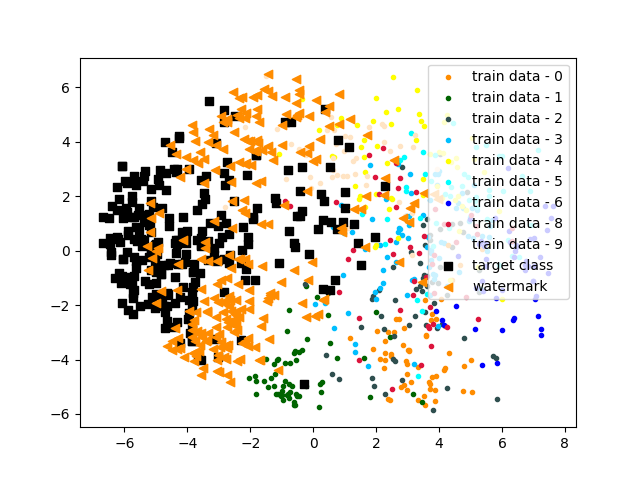 train data - 0
train data - 1
train data - 2
train data - 3
train data - 4
train data - 5
train data - 6
train data - 8
train data - 9
target class
watermark
6
4
2
0
−2
−4
−6
−6 −4 −2 0 2 4 6 8